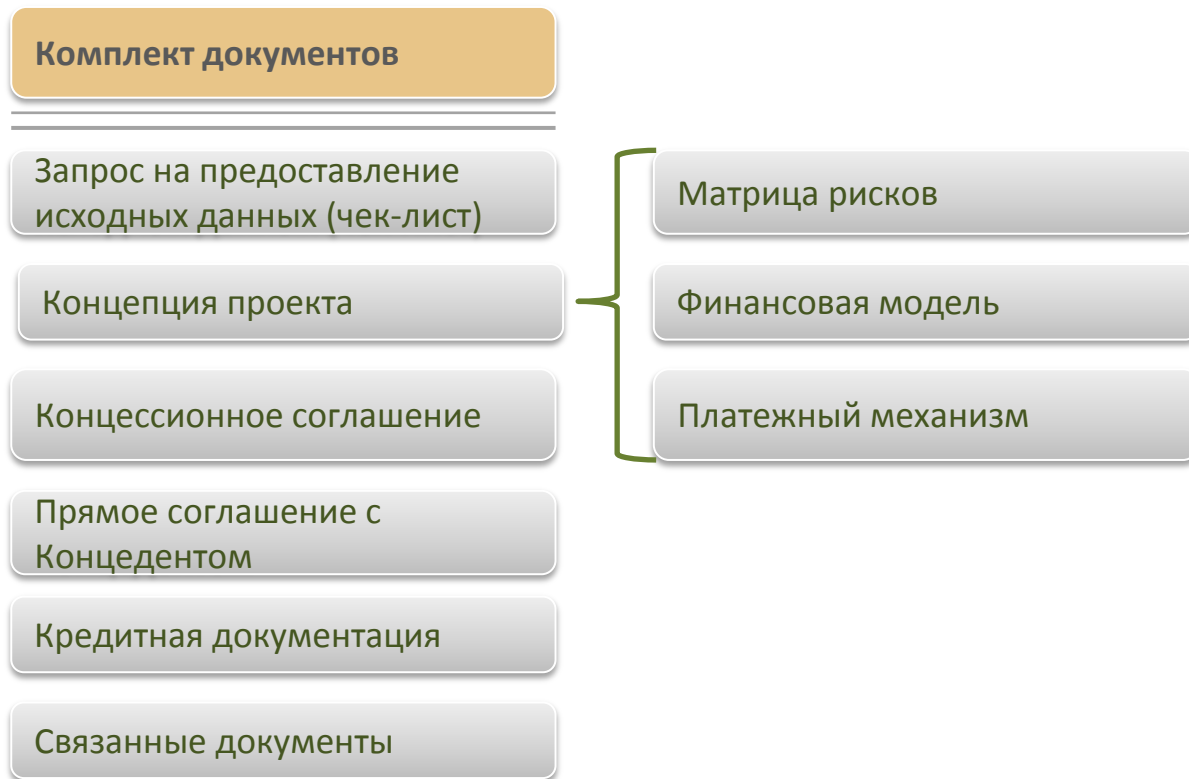 Комплект документов
Запрос на предоставление
исходных данных (чек-лист)
Концепция проекта
Концессионное соглашение
Прямое соглашение с
Концедентом
Кредитная документация
Связанные документы
Матрица рисков
Финансовая модель
Платежный механизм